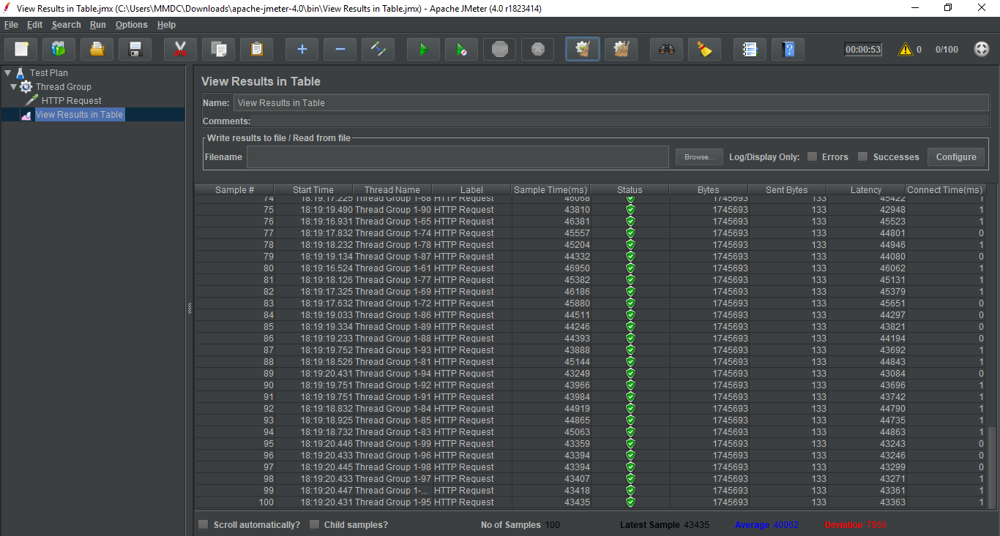 View Results in Table.jmx (C:\Users\MMDC\Downloads\apache-jmeter-4.0\bin\View Results in Table.jmx) - Apache JMeter (4.0 r1823414)
File Edit Search Run Options Help
00:00:53 0 0/100
Test Plan
Thread Group
HTTP Request
View Results in Table
View Results in Table
Name: View Results in Table
Comments:
Write results to file / Read from file
Filename Browse... Log/Display Only: Errors Successes Configure
Sample # Start Time Thread Name Label Sample Time(ms) Status Bytes Sent Bytes Latency Connect Time(ms)
74 18:19:17.225 Thread Group 1-68 HTTP Request 46068 1745693 133 45422 1
75 18:19:19.490 Thread Group 1-90 HTTP Request 43810 1745693 133 42948 1
76 18:19:16.931 Thread Group 1-65 HTTP Request 46381 1745693 133 45523 1
77 18:19:17.832 Thread Group 1-74 HTTP Request 45557 1745693 133 44801 0
78 18:19:18.232 Thread Group 1-78 HTTP Request 45204 1745693 133 44946 1
79 18:19:19.134 Thread Group 1-87 HTTP Request 44332 1745693 133 44080 0
80 18:19:16.524 Thread Group 1-61 HTTP Request 46950 1745693 133 46062 1
81 18:19:18.126 Thread Group 1-77 HTTP Request 45382 1745693 133 45131 1
82 18:19:17.325 Thread Group 1-69 HTTP Request 46186 1745693 133 45379 1
83 18:19:17.632 Thread Group 1-72 HTTP Request 45880 1745693 133 45651 0
84 18:19:19.033 Thread Group 1-86 HTTP Request 44511 1745693 133 44297 0
85 18:19:19.334 Thread Group 1-89 HTTP Request 44246 1745693 133 43821 0
86 18:19:19.233 Thread Group 1-88 HTTP Request 44393 1745693 133 44194 0
87 18:19:19.752 Thread Group 1-93 HTTP Request 43888 1745693 133 43692 1
88 18:19:18.526 Thread Group 1-81 HTTP Request 45144 1745693 133 44843 1
89 18:19:20.431 Thread Group 1-94 HTTP Request 43249 1745693 133 43084 0
90 18:19:19.751 Thread Group 1-92 HTTP Request 43966 1745693 133 43696 1
91 18:19:19.751 Thread Group 1-91 HTTP Request 43984 1745693 133 43742 1
92 18:19:18.832 Thread Group 1-84 HTTP Request 44919 1745693 133 44790 1
93 18:19:18.925 Thread Group 1-85 HTTP Request 44865 1745693 133 44735 1
94 18:19:18.732 Thread Group 1-83 HTTP Request 45063 1745693 133 44863 1
95 18:19:20.446 Thread Group 1-99 HTTP Request 43359 1745693 133 43243 0
96 18:19:20.433 Thread Group 1-96 HTTP Request 43394 1745693 133 43246 0
97 18:19:20.445 Thread Group 1-98 HTTP Request 43394 1745693 133 43299 0
98 18:19:20.433 Thread Group 1-97 HTTP Request 43407 1745693 133 43271 1
99 18:19:20.447 Thread Group 1-... HTTP Request 43418 1745693 133 43361 1
100 18:19:20.431 Thread Group 1-95 HTTP Request 43435 1745693 133 43363 1
Scroll automatically? Child samples? No of Samples 100 Latest Sample 43435 Average 40062 Deviation 7956